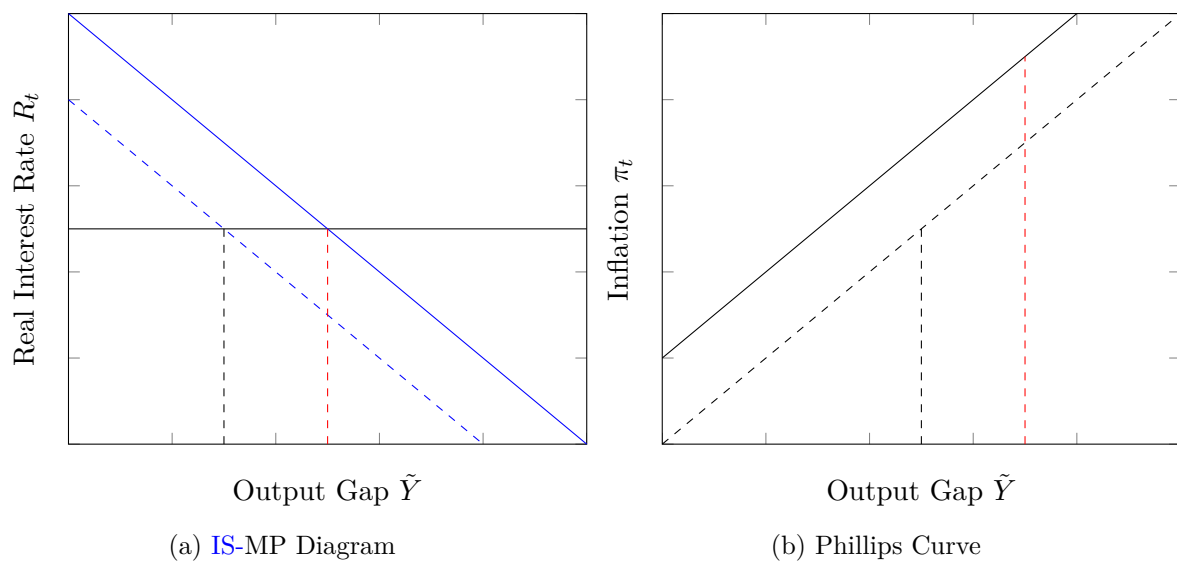 Real Interest Rate R_t
Output Gap Ỹ
(a) IS-MP Diagram
Inflation π_t
Output Gap Ỹ
(b) Phillips Curve